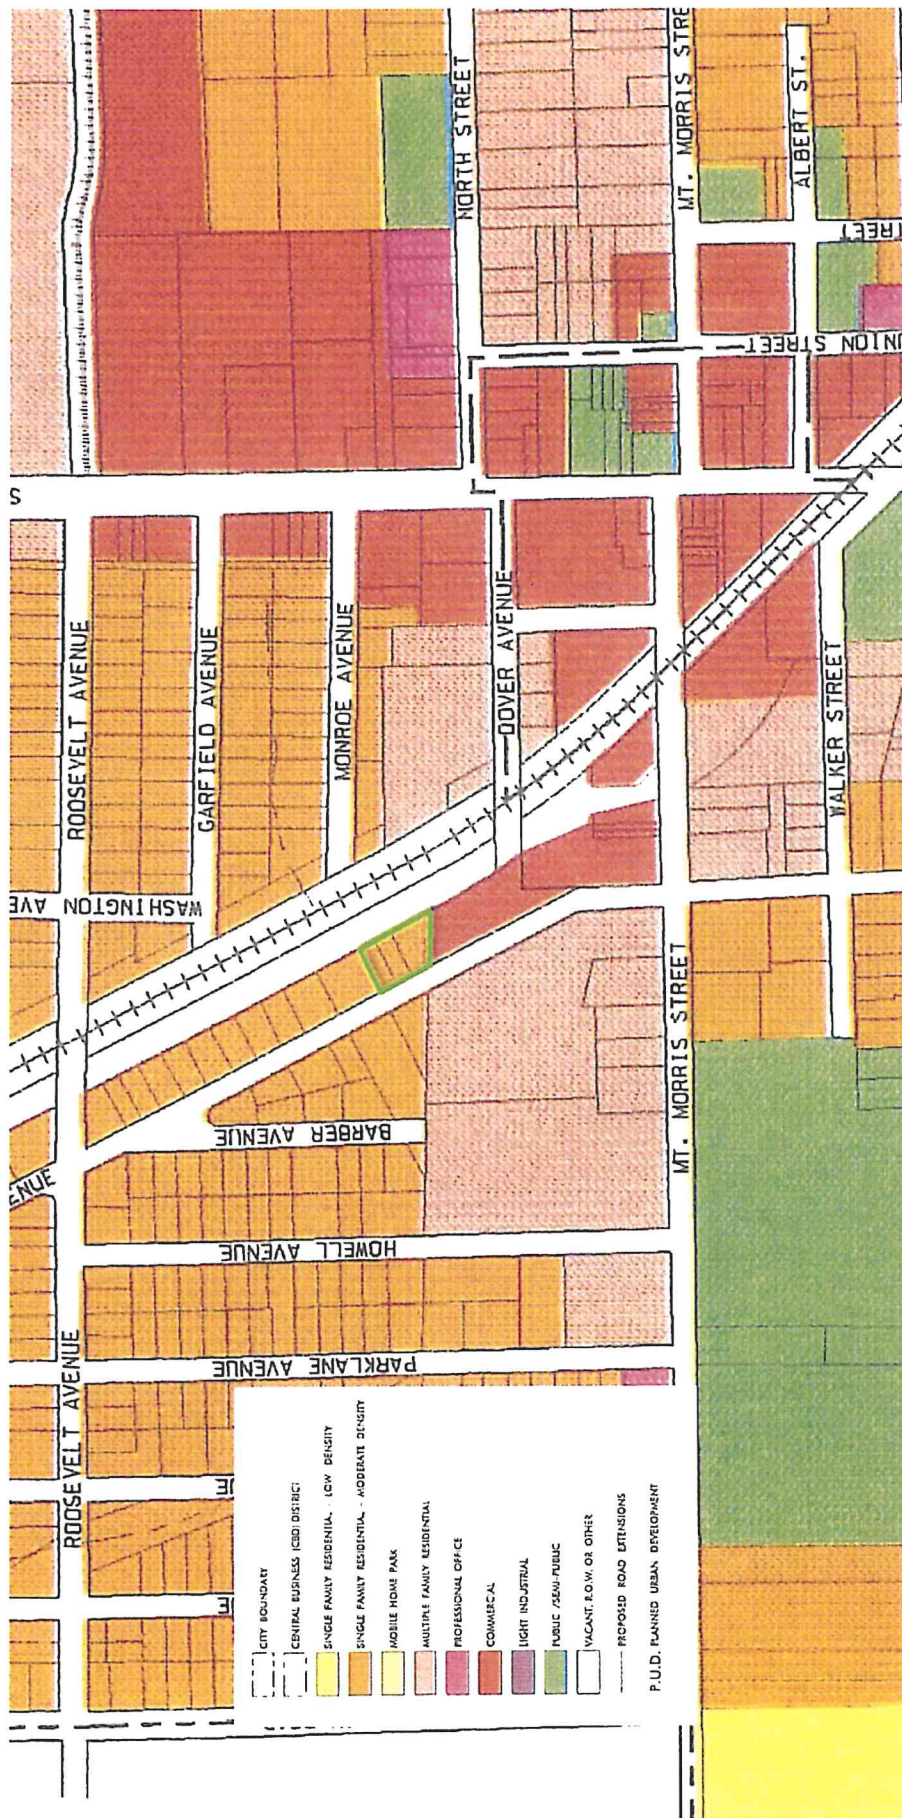 S
NORTH STREET
MT. MORRIS STRE
ALBERT ST.
STREET
UNION STREET
ROOSEVELT AVENUE
GARFIELD AVENUE
MONROE AVENUE
DOVER AVENUE
WALKER STREET
WASHINGTON AVE
MT. MORRIS STREET
BARBER AVENUE
ENUE
HOWELL AVENUE
PARKLANE AVENUE
ROOSEVELT AVENUE
UE
UE
CITY BOUNDARY
CENTRAL BUSINESS (CBD) DISTRICT
SINGLE FAMILY RESIDENTIAL - LOW DENSITY
SINGLE FAMILY RESIDENTIAL - MODERATE DENSITY
MOBILE HOME PARK
MULTIPLE FAMILY RESIDENTIAL
PROFESSIONAL OFFICE
COMMERCIAL
LIGHT INDUSTRIAL
PUBLIC /SEMI-PUBLIC
VACANT, R.O.W. OR OTHER
PROPOSED ROAD EXTENSIONS
P.U.D. PLANNED URBAN DEVELOPMENT